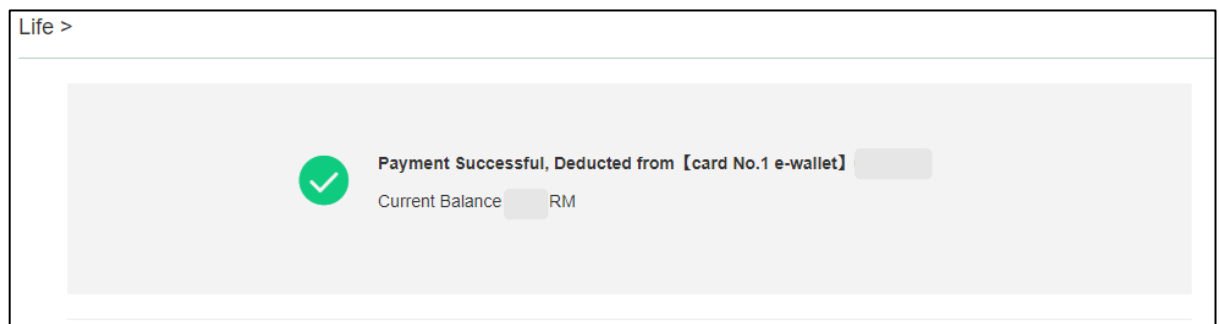 Life >
Payment Successful, Deducted from【card No.1 e-wallet】
Current Balance RM